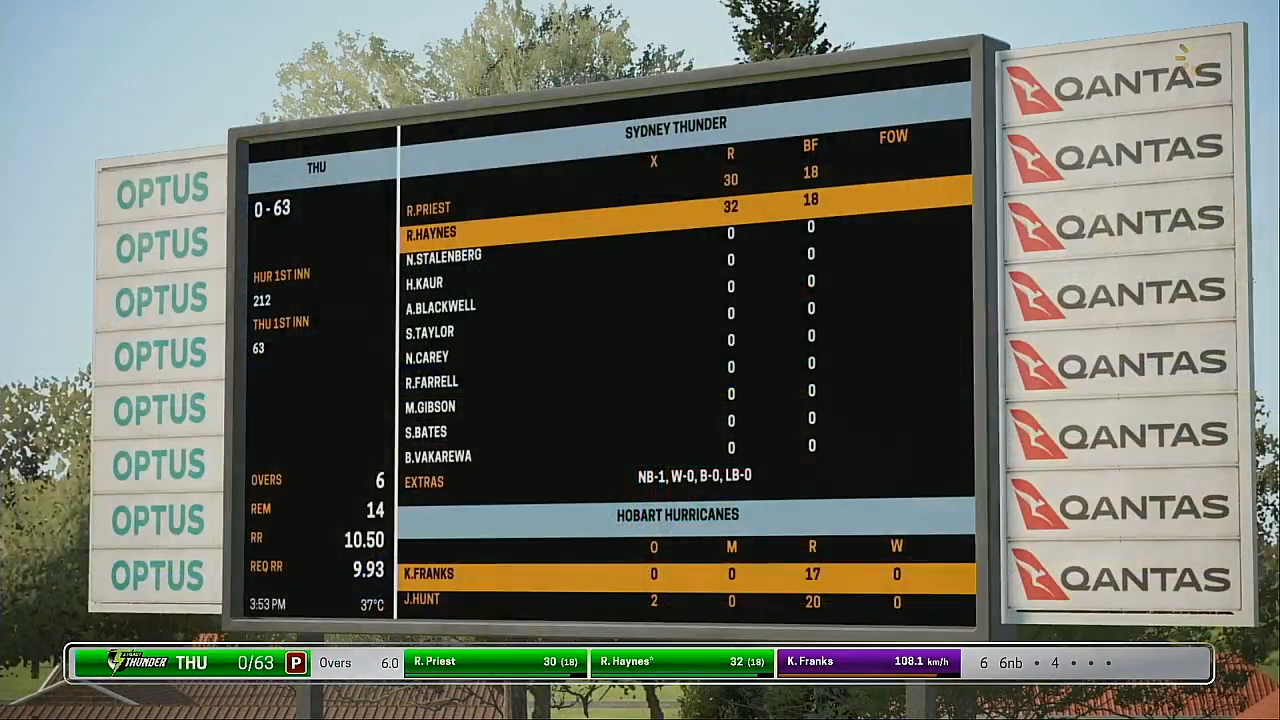 OPTUS
OPTUS
OPTUS
OPTUS
OPTUS
OPTUS
OPTUS
OPTUS
THU
0 - 63
HUR 1ST INN
212
THU 1ST INN
63
OVERS 6
REM 14
RR 10.50
REQ RR 9.93
3:53 PM 37°C
SYDNEY THUNDER
X R BF FOW
R.PRIEST 30 18
R.HAYNES 32 18
N.STALENBERG 0 0
H.KAUR 0 0
A.BLACKWELL 0 0
S.TAYLOR 0 0
N.CAREY 0 0
R.FARRELL 0 0
M.GIBSON 0 0
S.BATES 0 0
B.VAKAREWA 0 0
EXTRAS NB-1, W-0, B-0, LB-0
HOBART HURRICANES
O M R W
K.FRANKS 0 0 17 0
J.HUNT 2 0 20 0
QANTAS
QANTAS
QANTAS
QANTAS
QANTAS
QANTAS
QANTAS
QANTAS
THUNDER THU 0/63 P Overs 6.0 R. Priest 30 (18) R. Haynes* 32 (18) K. Franks 108.1 km/h 6 6nb • 4 • • •